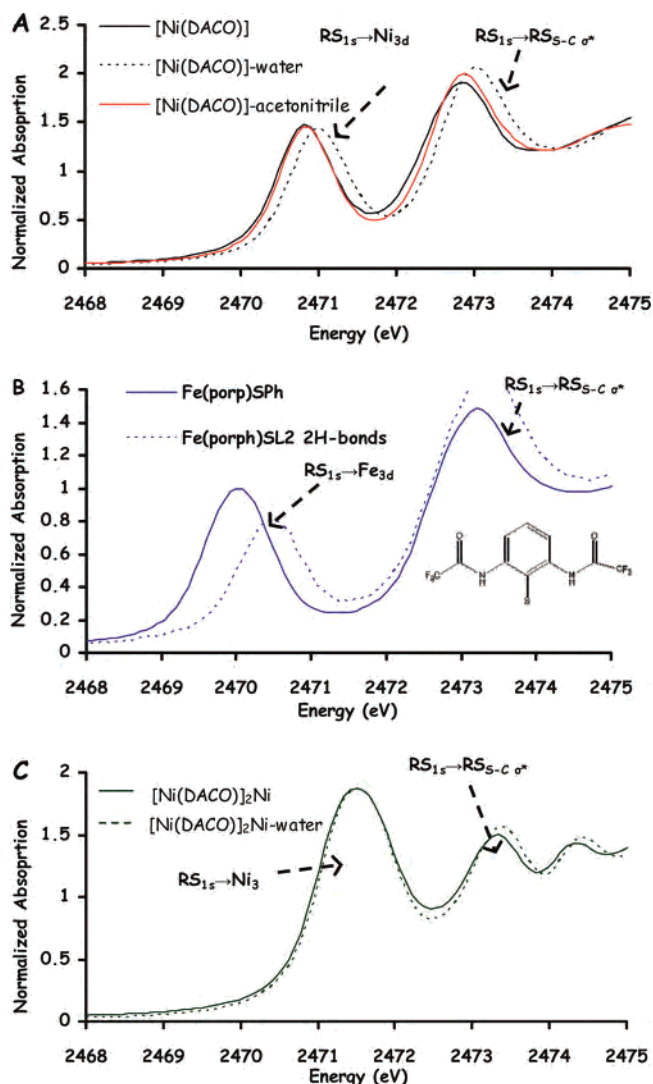 A
[Ni(DACO)]
[Ni(DACO)]-water
[Ni(DACO)]-acetonitrile
RS1s→Ni3d
RS1s→RSS-C σ*
Normalized Absoprtion
2.5
2
1.5
1
0.5
0
2468 2469 2470 2471 2472 2473 2474 2475
Energy (eV)
B
Fe(porp)SPh
Fe(porph)SL2 2H-bonds
RS1s→Fe3d
RS1s→RSS-C σ*
Normalized Absorption
1.6
1.4
1.2
1
0.8
0.6
0.4
0.2
0
O
O
F3C
N
H
S
N
H
CF3
2468 2469 2470 2471 2472 2473 2474 2475
Energy (eV)
C
[Ni(DACO)]2Ni
[Ni(DACO)]2Ni-water
RS1s→Ni3
RS1s→RSS-C σ*
Normalized Absoprtion
2
1.5
1
0.5
0
2468 2469 2470 2471 2472 2473 2474 2475
Energy (eV)